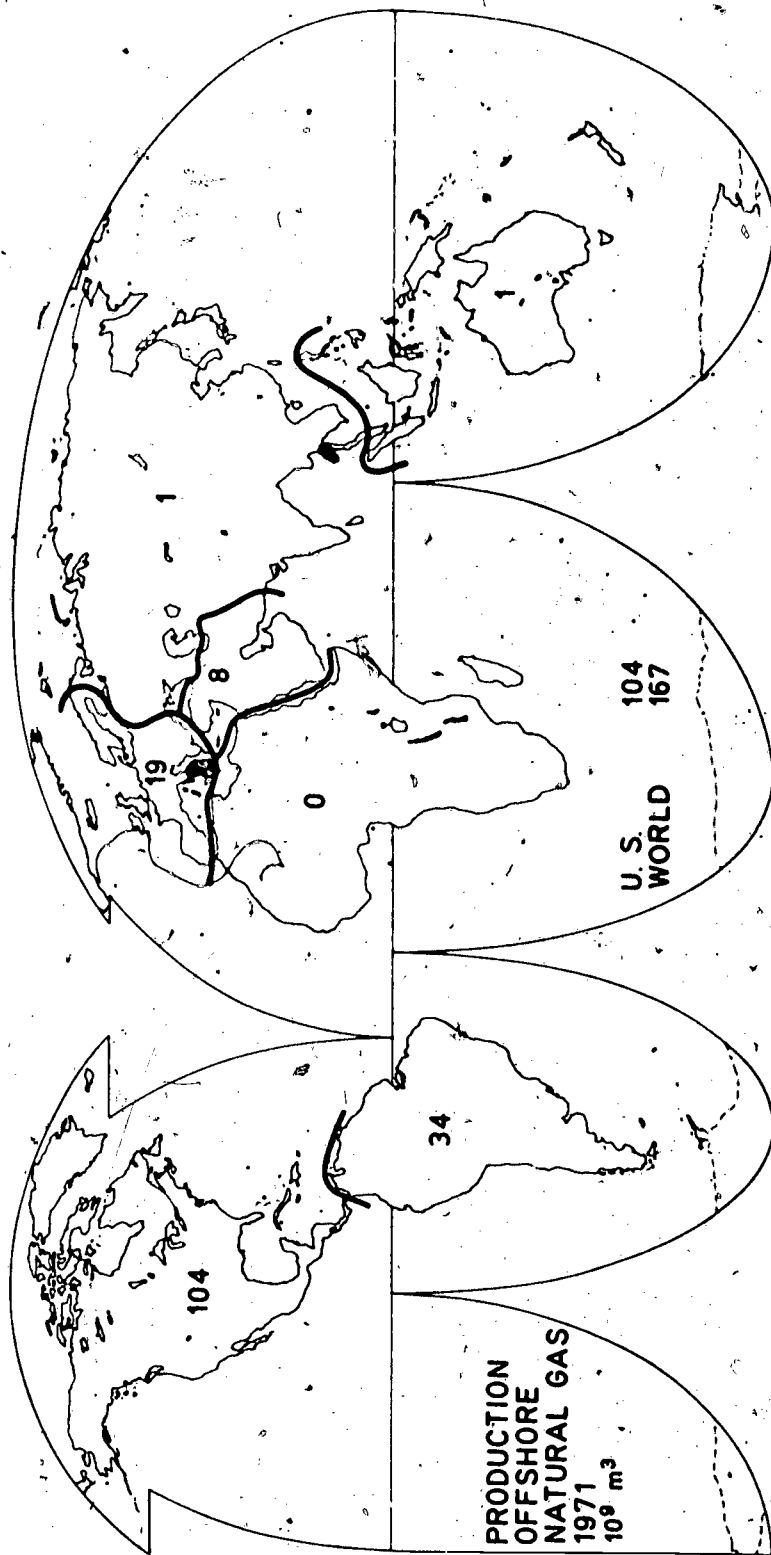 104
19
8
1
0
34
1
PRODUCTION
OFFSHORE
NATURAL GAS
1971
10⁹ m³
U. S. 104
WORLD 167